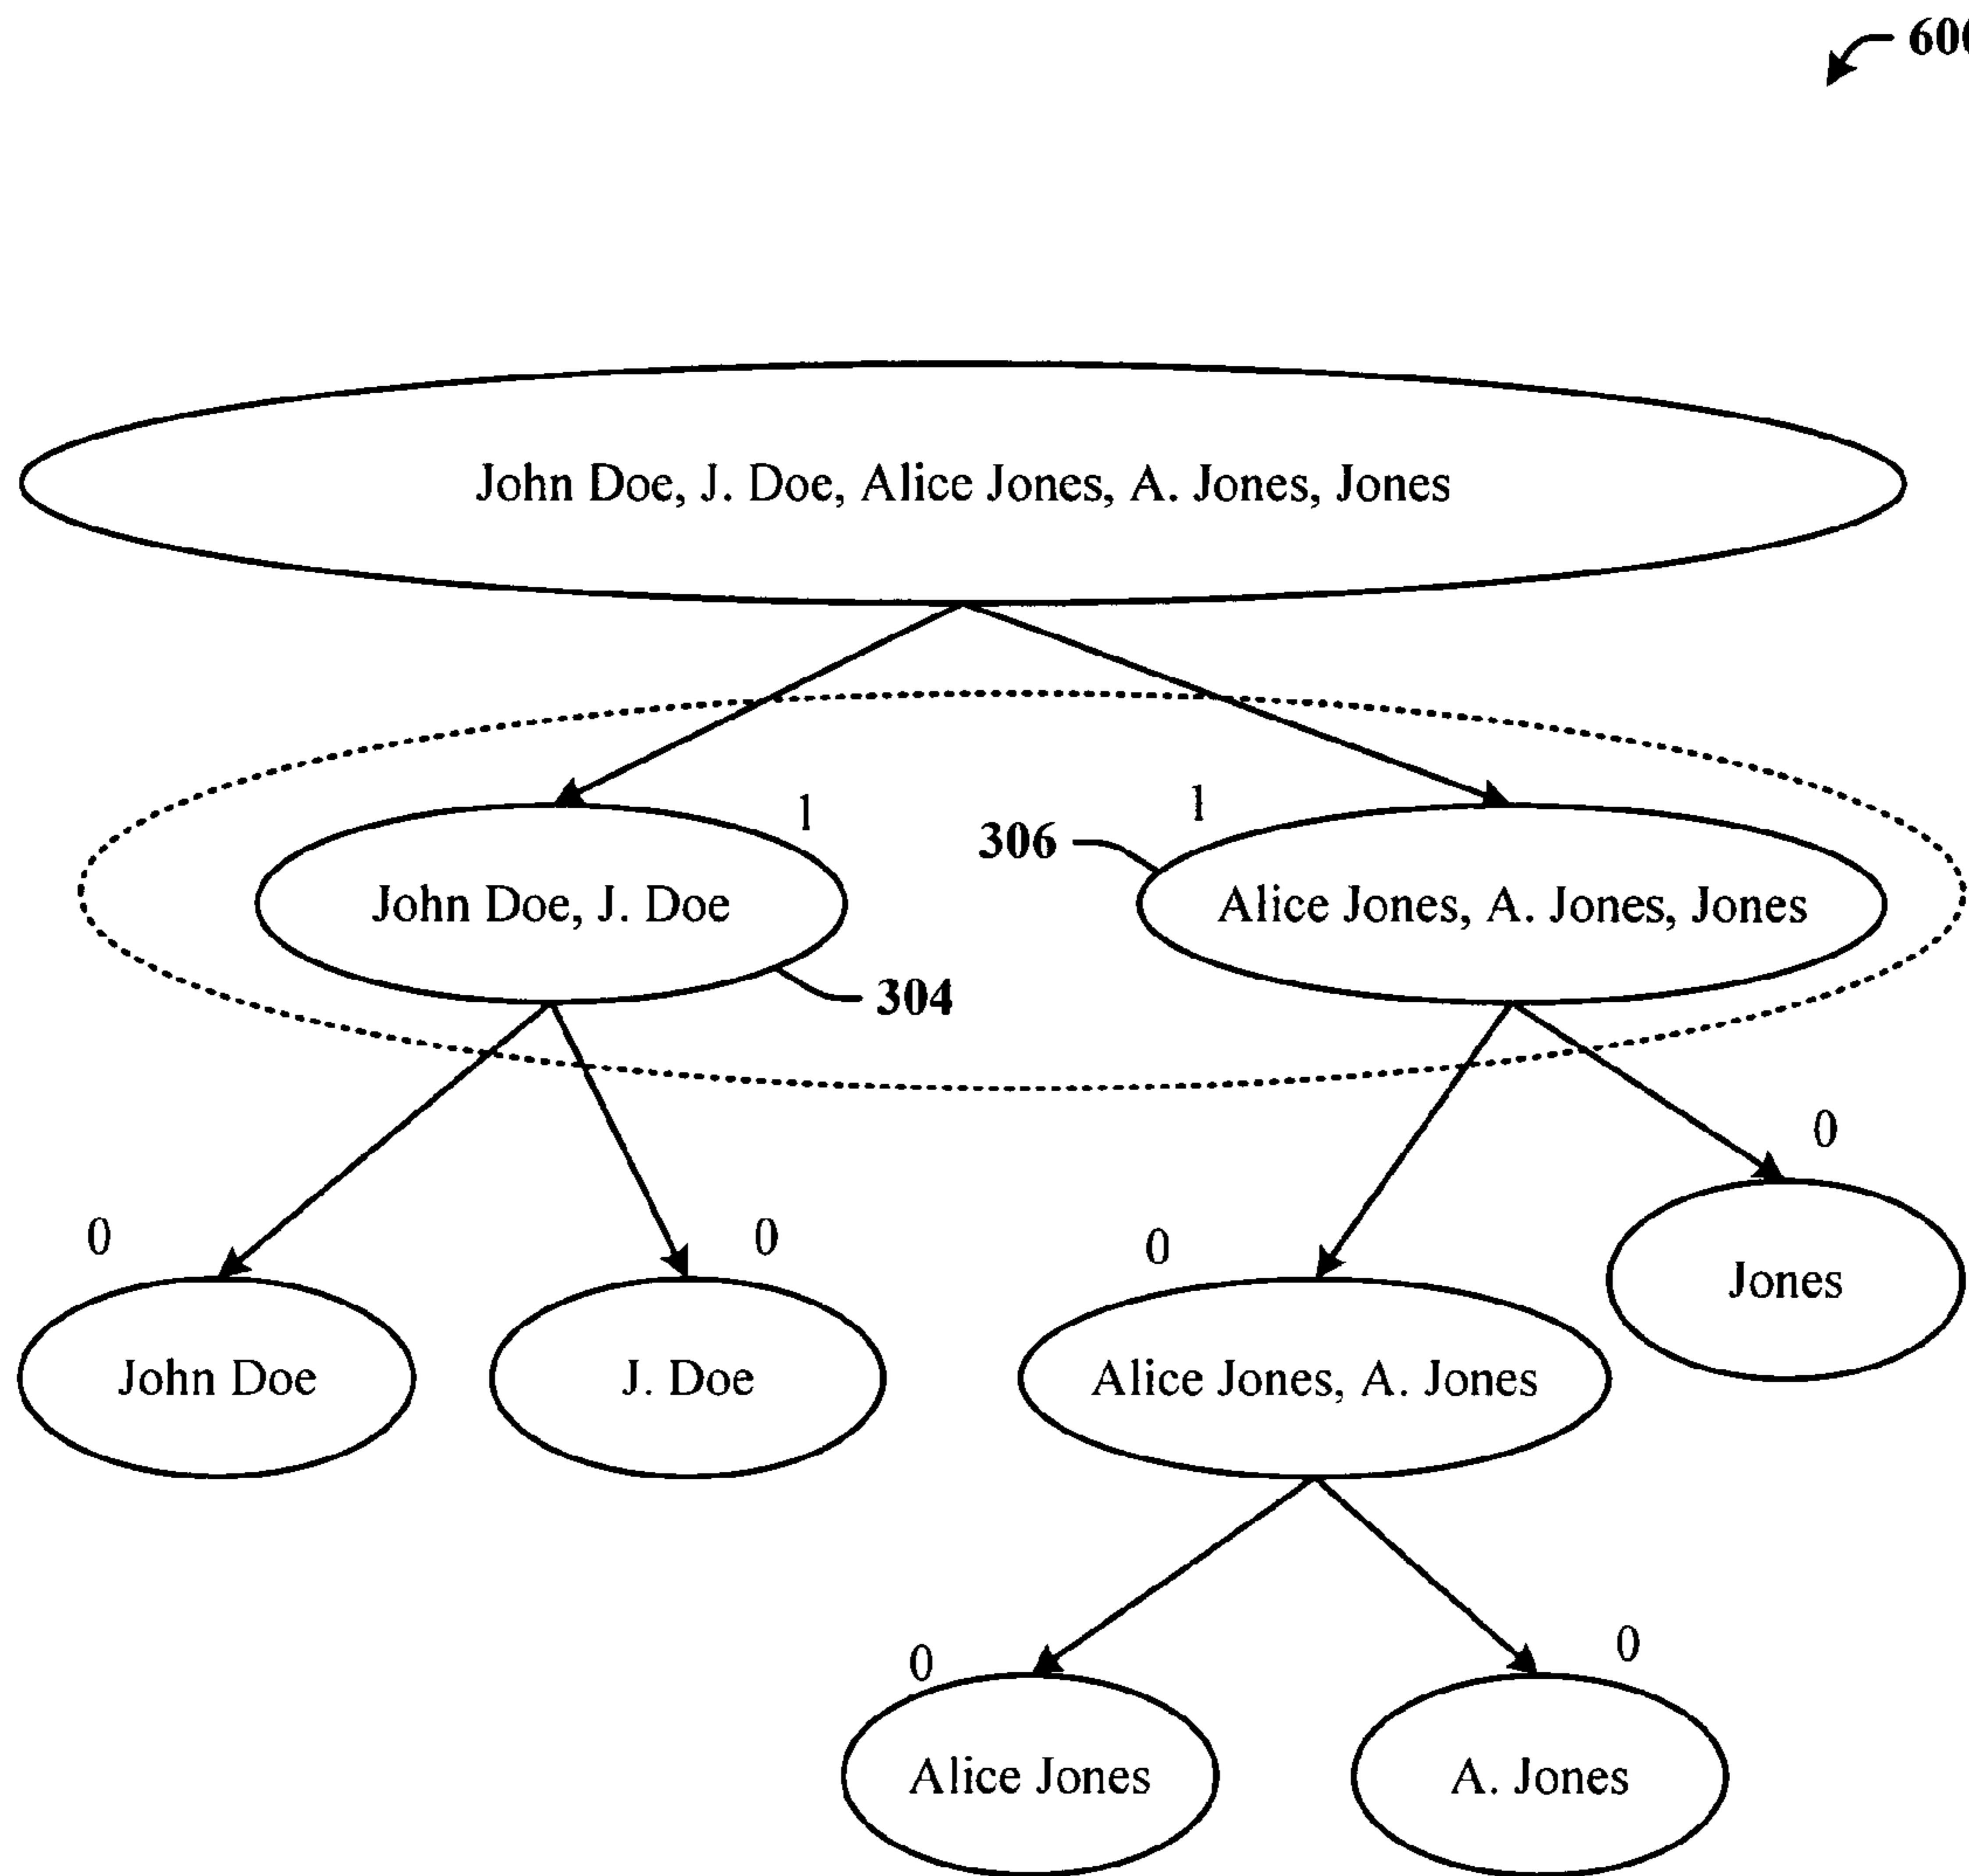 600
John Doe, J. Doe, Alice Jones, A. Jones, Jones
1
1
306
John Doe, J. Doe
Alice Jones, A. Jones, Jones
304
0
0
0
0
Jones
John Doe
J. Doe
Alice Jones, A. Jones
0
0
Alice Jones
A. Jones